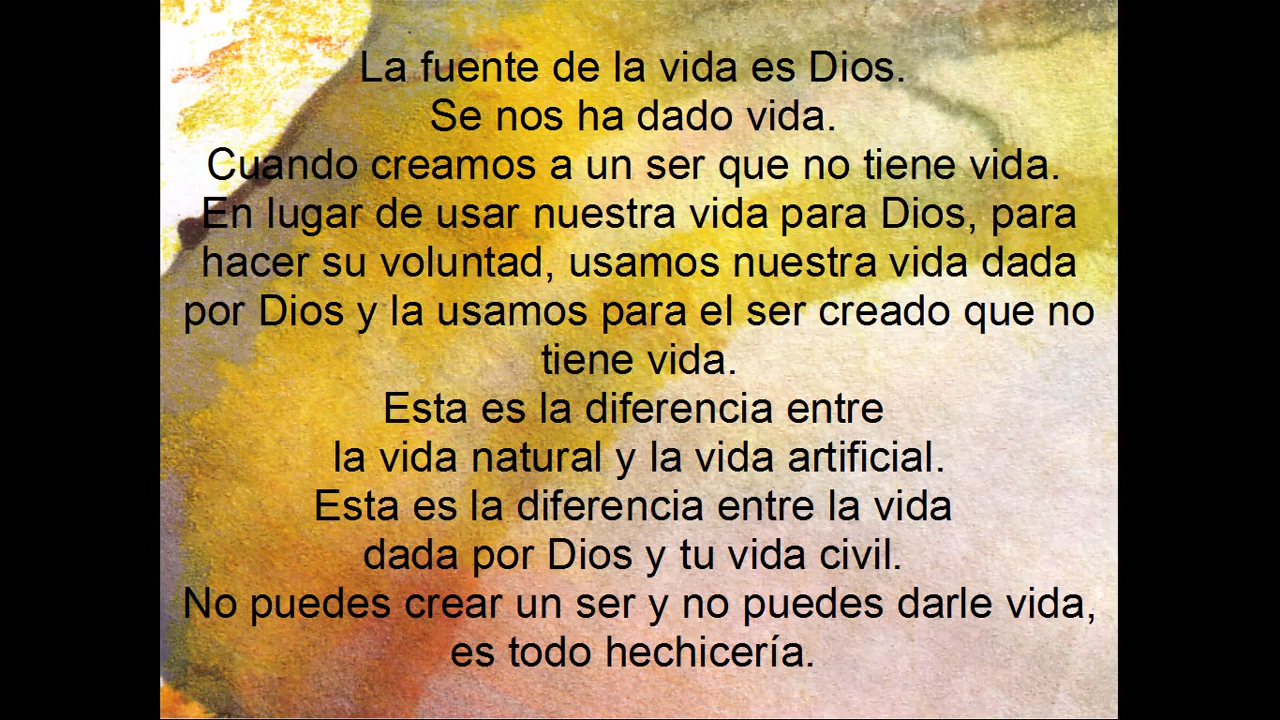 La fuente de la vida es Dios.
Se nos ha dado vida.
Cuando creamos a un ser que no tiene vida.
En lugar de usar nuestra vida para Dios, para
hacer su voluntad, usamos nuestra vida dada
por Dios y la usamos para el ser creado que no
tiene vida.
Esta es la diferencia entre
la vida natural y la vida artificial.
Esta es la diferencia entre la vida
dada por Dios y tu vida civil.
No puedes crear un ser y no puedes darle vida,
es todo hechicería.